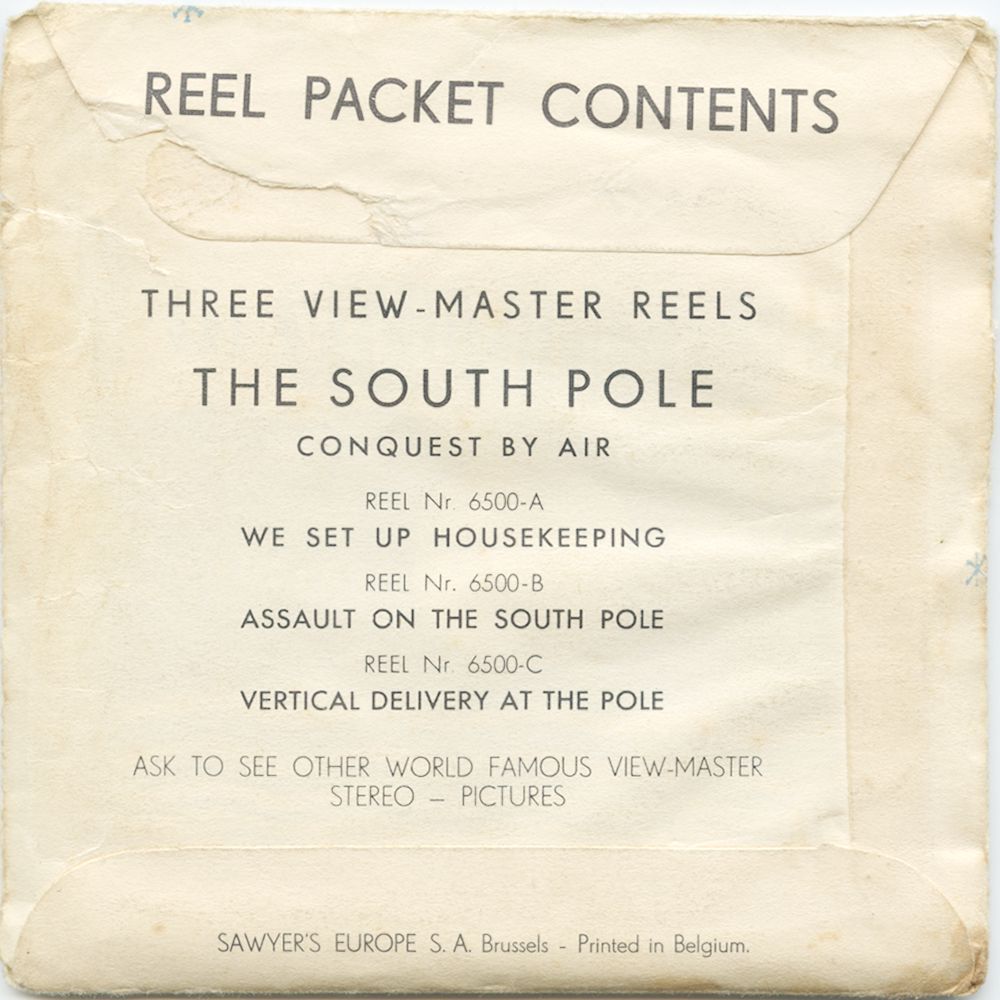 REEL PACKET CONTENTS
THREE VIEW-MASTER REELS
THE SOUTH POLE
CONQUEST BY AIR
REEL Nr. 6500-A
WE SET UP HOUSEKEEPING
REEL Nr. 6500-B
ASSAULT ON THE SOUTH POLE
REEL Nr. 6500-C
VERTICAL DELIVERY AT THE POLE
ASK TO SEE OTHER WORLD FAMOUS VIEW-MASTER
STEREO – PICTURES
SAWYER'S EUROPE S. A. Brussels - Printed in Belgium.